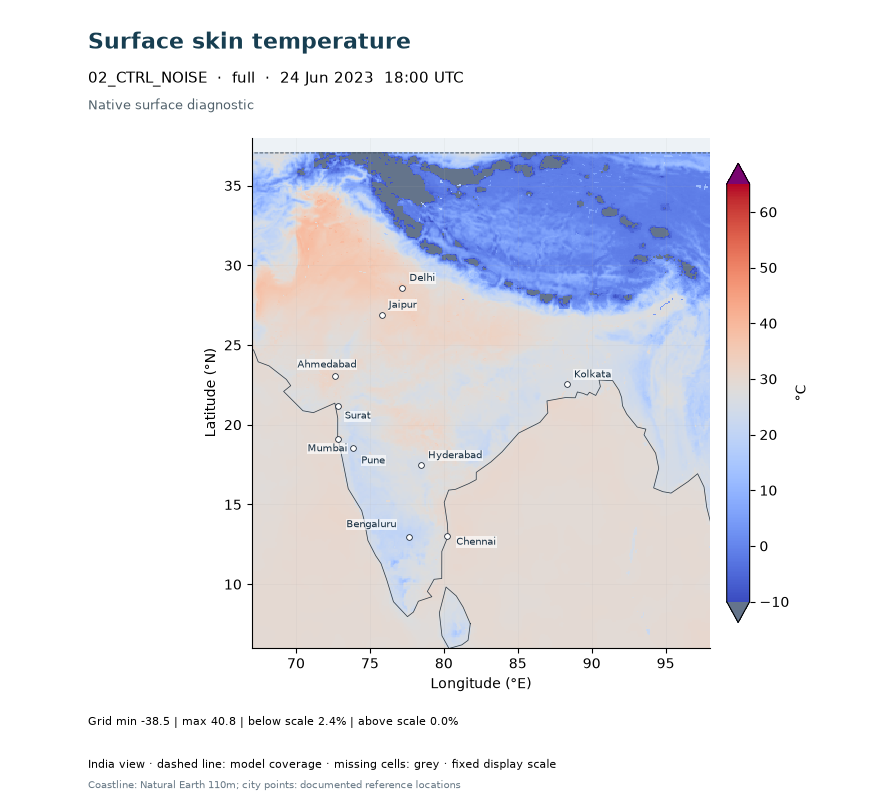 Surface skin temperature
02_CTRL_NOISE · full · 24 Jun 2023 18:00 UTC
Native surface diagnostic
35
30
25
20
15
10
Latitude (°N)
Delhi
Jaipur
Ahmedabad
Kolkata
Surat
Mumbai
Pune
Hyderabad
Bengaluru
Chennai
70
75
80
85
90
95
Longitude (°E)
60
50
40
30
20
10
0
−10
°C
Grid min -38.5 | max 40.8 | below scale 2.4% | above scale 0.0%
India view · dashed line: model coverage · missing cells: grey · fixed display scale
Coastline: Natural Earth 110m; city points: documented reference locations